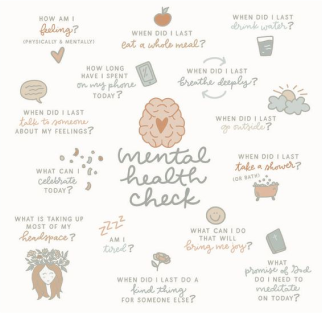 HOW AM I
feeling?
(PHYSICALLY & MENTALLY)
WHEN DID I LAST
eat a whole meal?
WHEN DID I LAST
drink water?
HOW LONG
HAVE I SPENT
on my phone
TODAY?
WHEN DID I LAST
breathe deeply?
WHEN DID I LAST
talk to someone
ABOUT MY FEELINGS?
WHEN DID I LAST
go outside?
mental
health
check
WHAT CAN I
celebrate
TODAY?
WHEN DID I LAST
take a shower?
(OR BATH)
WHAT IS TAKING UP
MOST OF MY
headspace?
zzzz
AM I
tired?
WHAT CAN I DO
THAT WILL
bring me joy?
WHEN DID I LAST DO A
kind thing
FOR SOMEONE ELSE?
WHAT
promise of God
DO I NEED TO
meditate
ON TODAY?